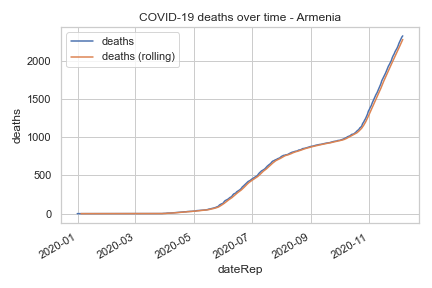 COVID-19 deaths over time - Armenia
deaths
deaths (rolling)
deaths
2000
1500
1000
500
0
2020-01
2020-03
2020-05
2020-07
2020-09
2020-11
dateRep